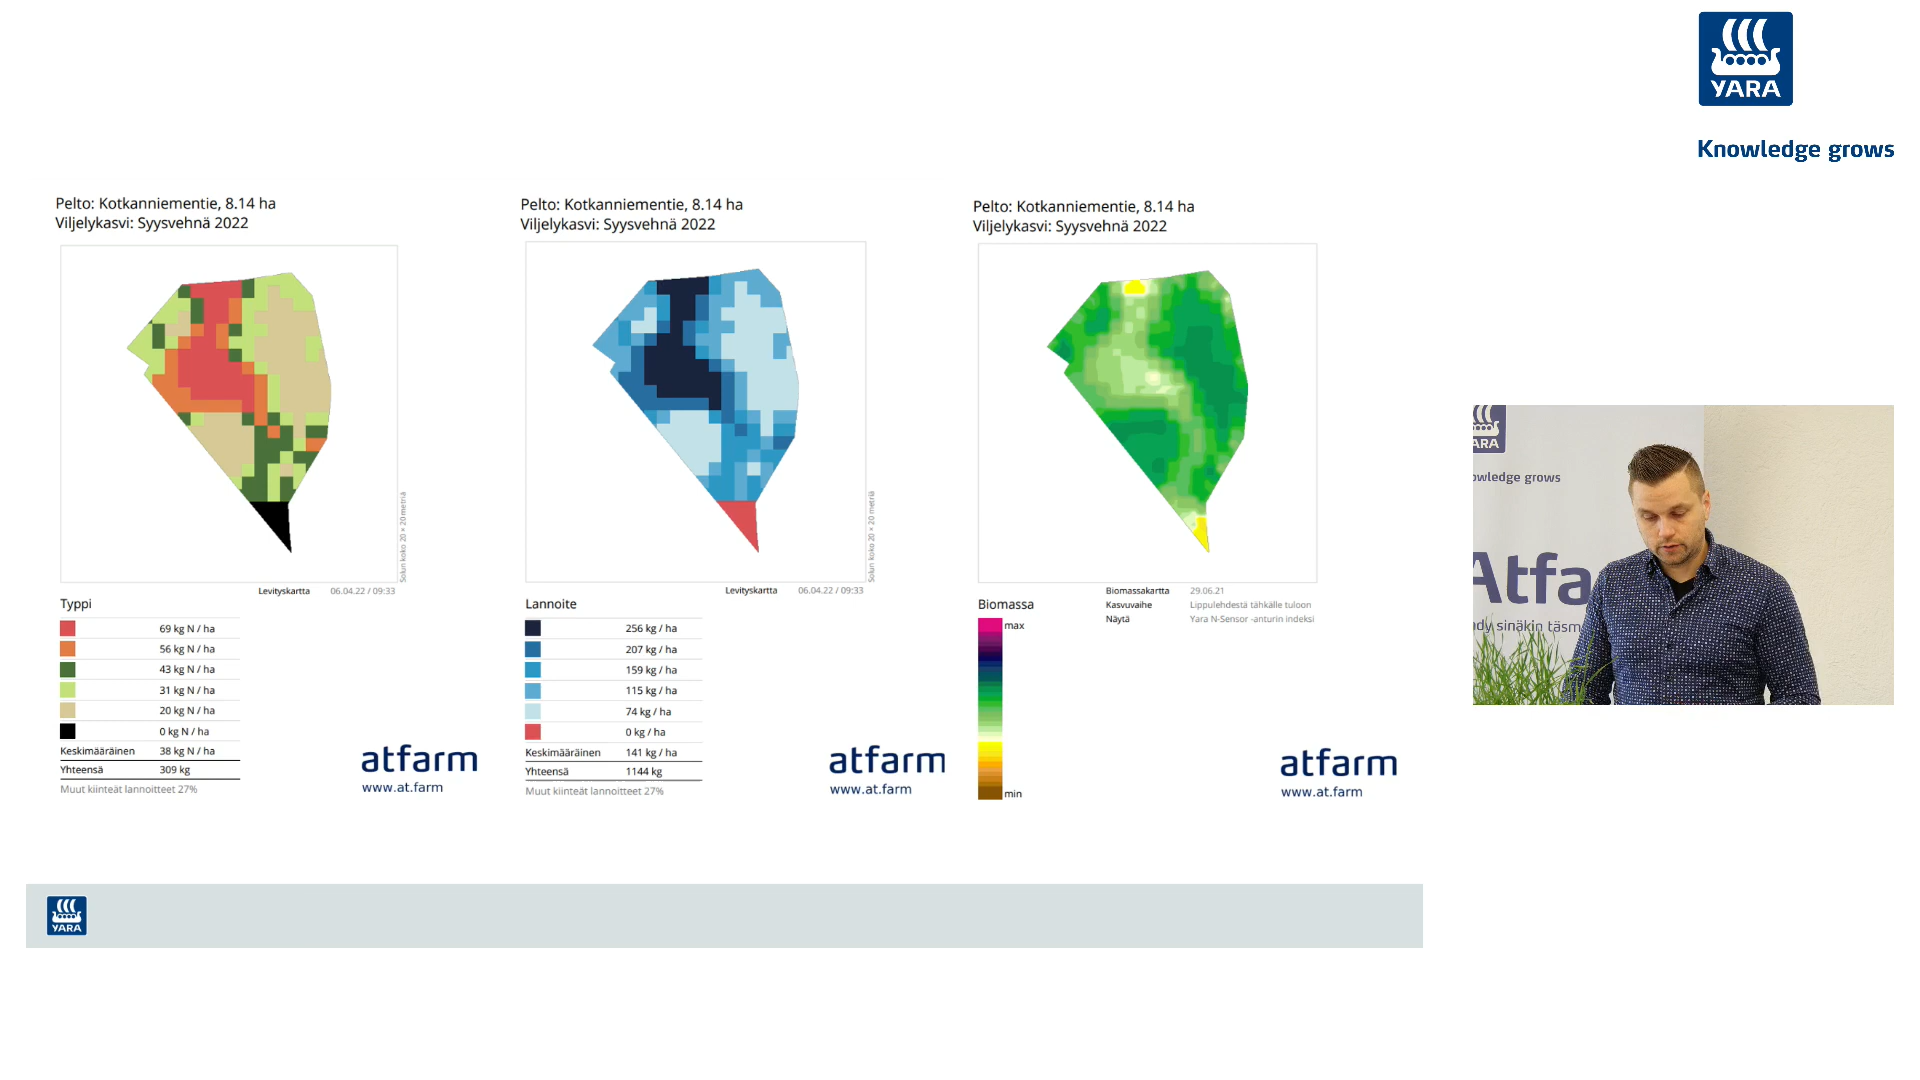 YARA
Knowledge grows
Pelto: Kotkanniementie, 8.14 ha
Viljelykasvi: Syysvehnä 2022
Solun koko 20 × 20 metriä
Levityskartta 06.04.22 / 09:33
Typpi
69 kg N / ha
56 kg N / ha
43 kg N / ha
31 kg N / ha
20 kg N / ha
0 kg N / ha
Keskimääräinen 38 kg N / ha
Yhteensä 309 kg
Muut kiinteät lannoitteet 27%
atfarm
www.at.farm
Pelto: Kotkanniementie, 8.14 ha
Viljelykasvi: Syysvehnä 2022
Solun koko 20 × 20 metriä
Levityskartta 06.04.22 / 09:33
Lannoite
256 kg / ha
207 kg / ha
159 kg / ha
115 kg / ha
74 kg / ha
0 kg / ha
Keskimääräinen 141 kg / ha
Yhteensä 1144 kg
Muut kiinteät lannoitteet 27%
atfarm
www.at.farm
Pelto: Kotkanniementie, 8.14 ha
Viljelykasvi: Syysvehnä 2022
Biomassakartta 29.06.21
Kasvuvaihe Lippulehdestä tähkälle tuloon
Näytä Yara N-Sensor -anturin indeksi
Biomassa
max
min
atfarm
www.at.farm
ARA
owledge grows
Atfa
dy sinäkin täsm
YARA